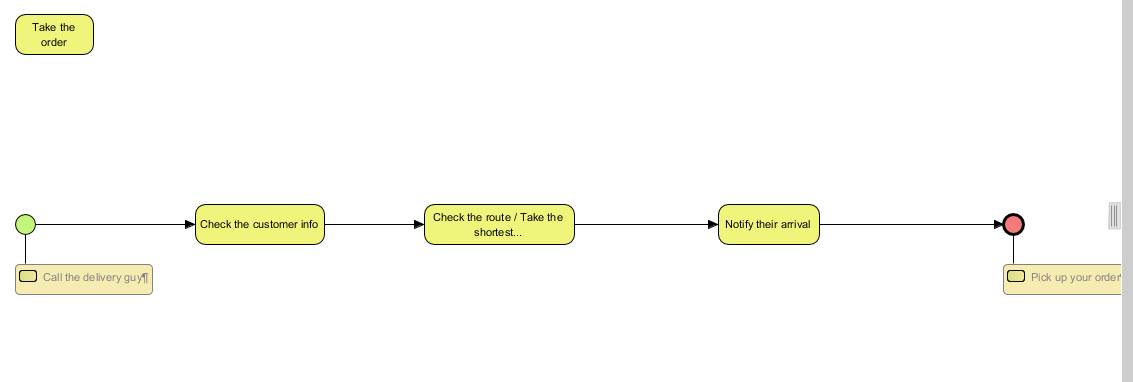 Take the
order
Check the customer info
Check the route / Take the
shortest...
Notify their arrival
Call the delivery guy¶
Pick up your order